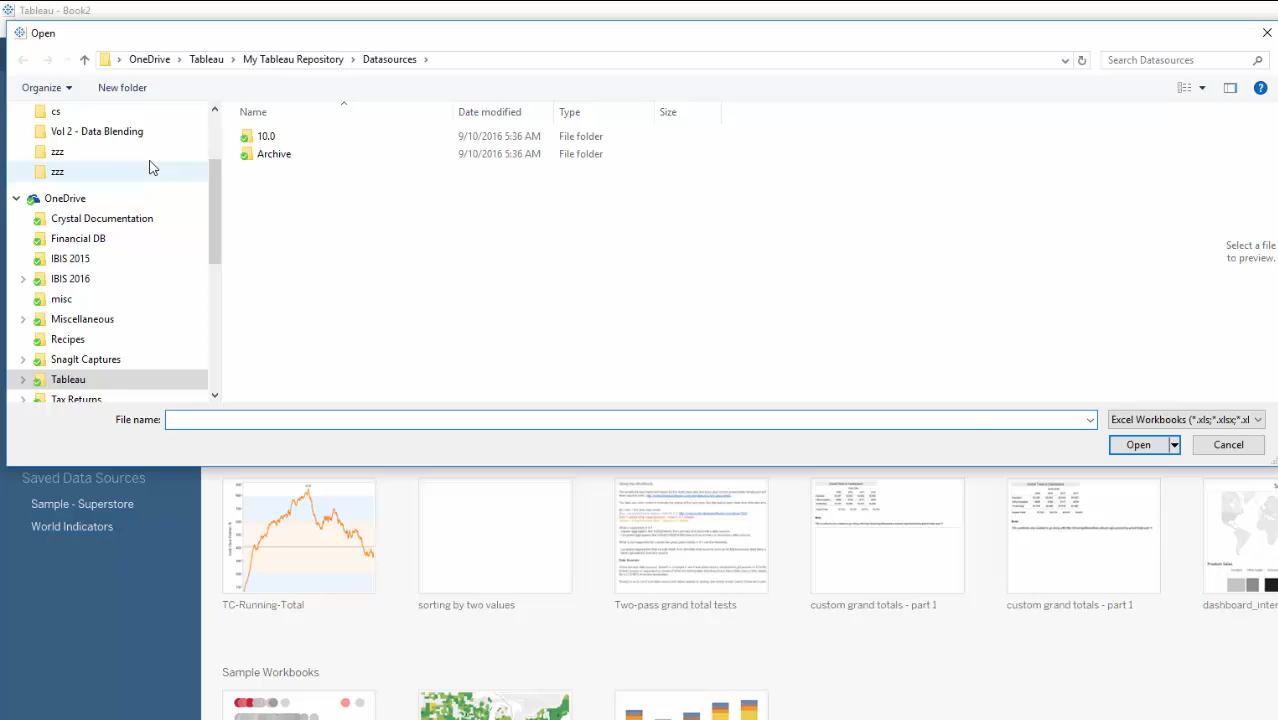 Tableau - Book2
Open
OneDrive > Tableau > My Tableau Repository > Datasources >
Search Datasources
Organize
New folder
Name
Date modified
Type
Size
cs
Vol 2 - Data Blending
zzz
zzz
OneDrive
Crystal Documentation
Financial DB
IBIS 2015
IBIS 2016
misc
Miscellaneous
Recipes
SnagIt Captures
Tableau
Tax Returns
10.0 9/10/2016 5:36 AM File folder
Archive 9/10/2016 5:36 AM File folder
Select a file
to preview.
File name:
Excel Workbooks (*.xls;*.xlsx;*.xl
Open
Cancel
Saved Data Sources
Sample - Superstore
World Indicators
TC-Running-Total
sorting by two values
Two-pass grand total tests
custom grand totals - part 1
custom grand totals - part 1
dashboard_inter
Product Sales
Sample Workbooks